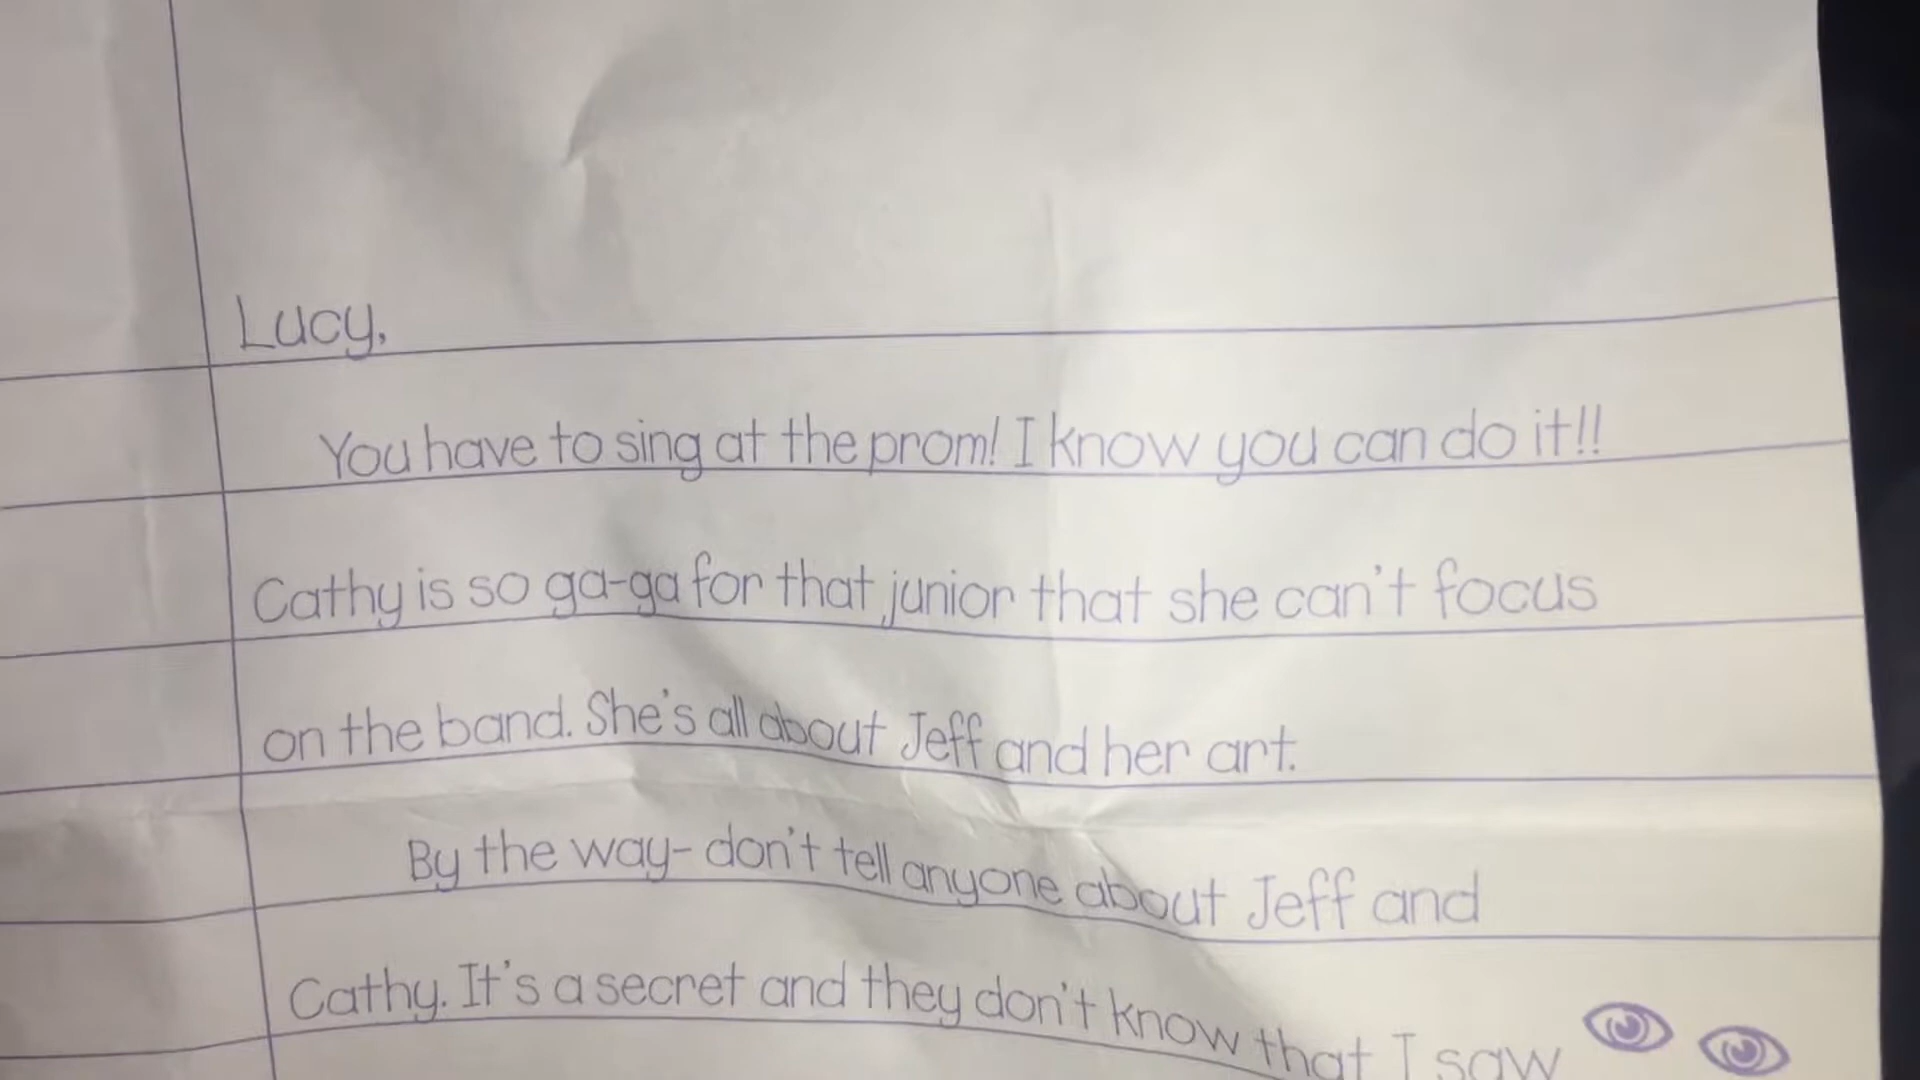 Lucy,
You have to sing at the prom! I know you can do it!!
Cathy is so ga-ga for that junior that she can't focus
on the band. She's all about Jeff and her art.
By the way- don't tell anyone about Jeff and
Cathy. It's a secret and they don't know that I saw